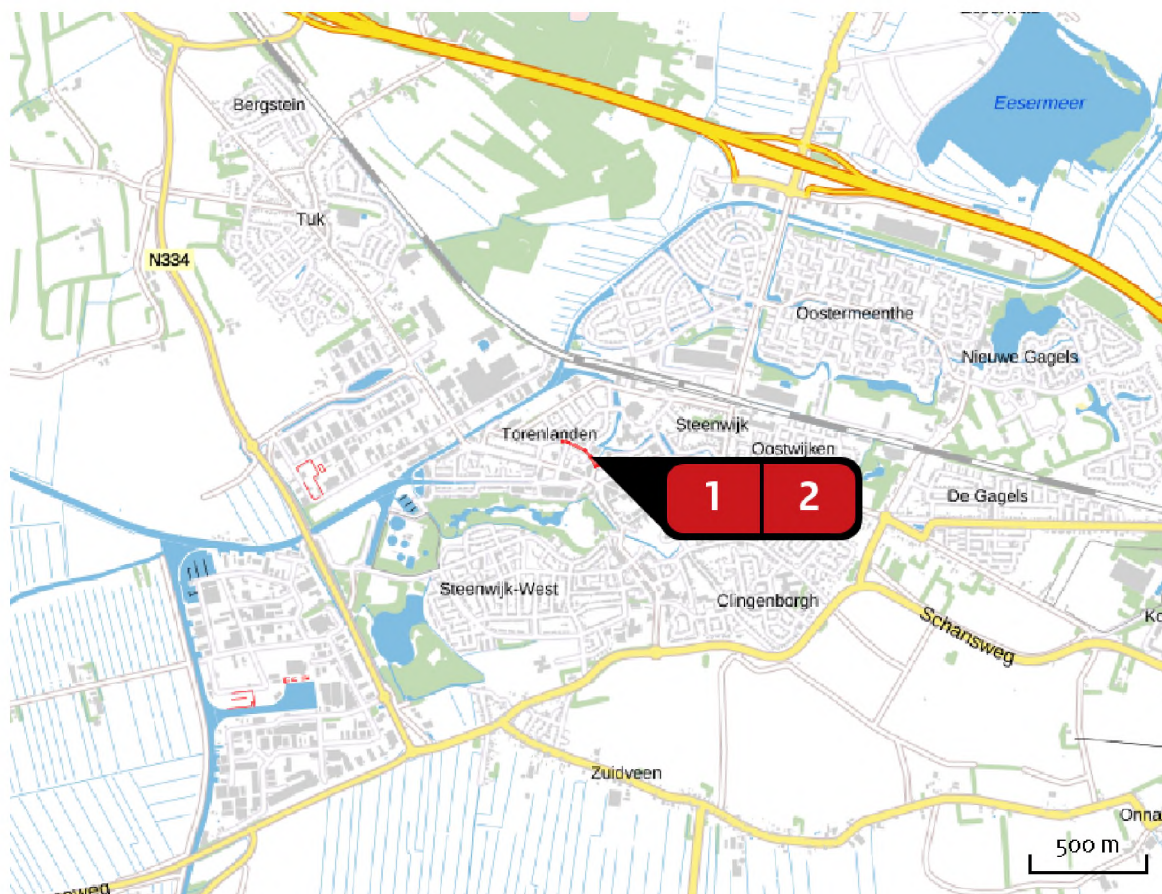 Bergstein
Eesermeer
Tuk
N334
Oostermeenthe
Nieuwe Gagels
Steenwijk
Torenlanden
Oostwijken
1
2
De Gagels
Steenwijk-West
Clingenborgh
Schansweg
Zuidveen
500 m